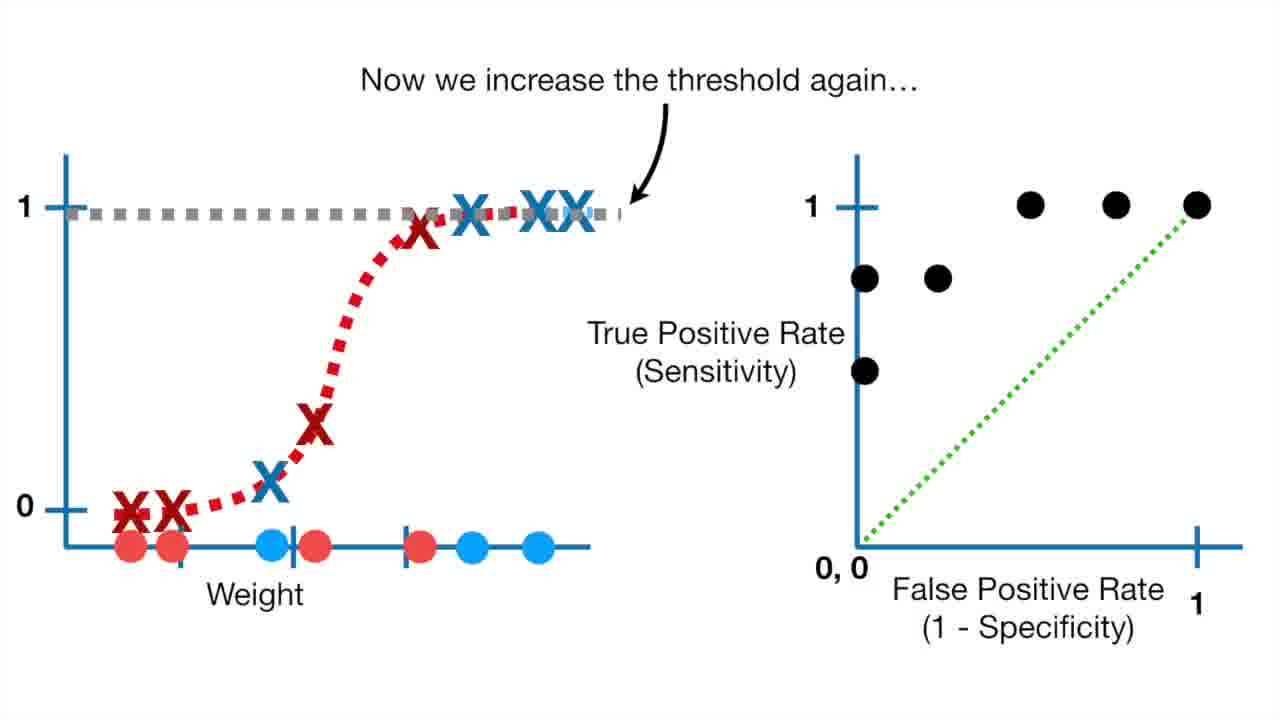 Now we increase the threshold again...
1
0
Weight
1
True Positive Rate
(Sensitivity)
0, 0
False Positive Rate
(1 - Specificity)
1